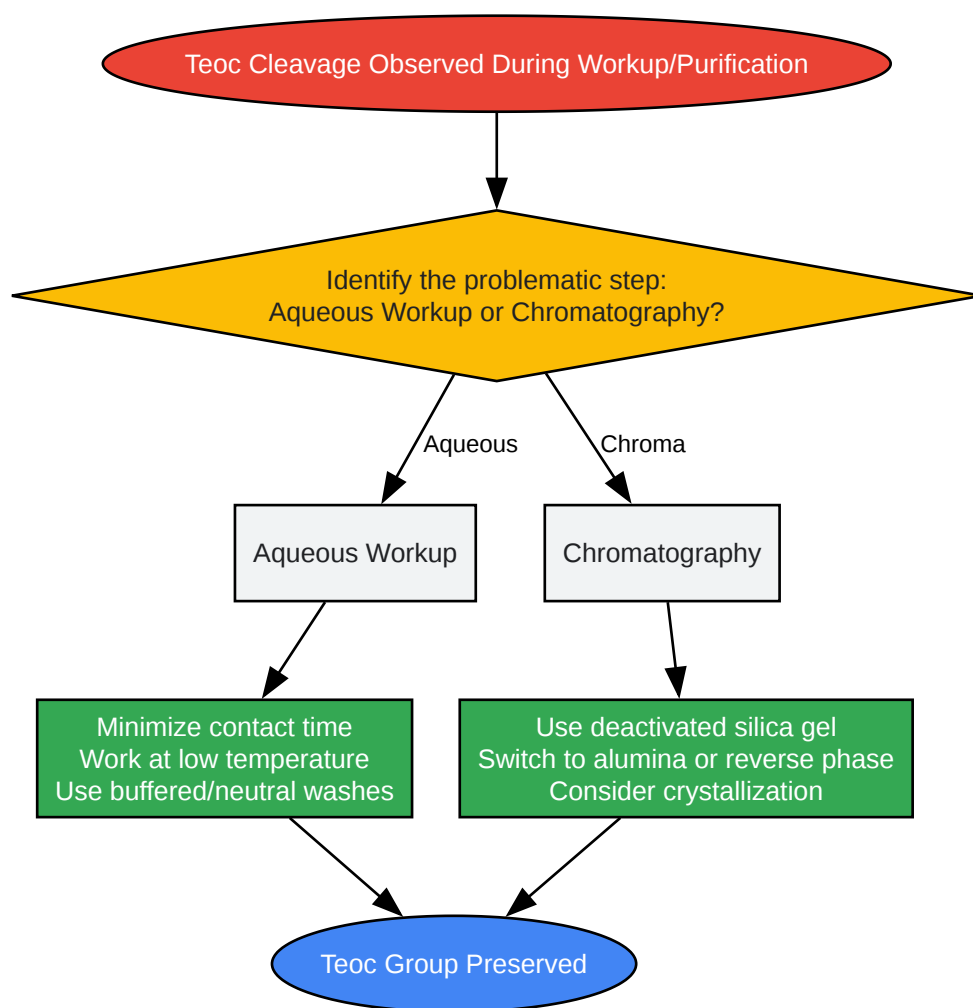 Teoc Cleavage Observed During Workup/Purification
Identify the problematic step:
Aqueous Workup or Chromatography?
Aqueous
Chroma
Aqueous Workup
Chromatography
Minimize contact time
Work at low temperature
Use buffered/neutral washes
Use deactivated silica gel
Switch to alumina or reverse phase
Consider crystallization
Teoc Group Preserved